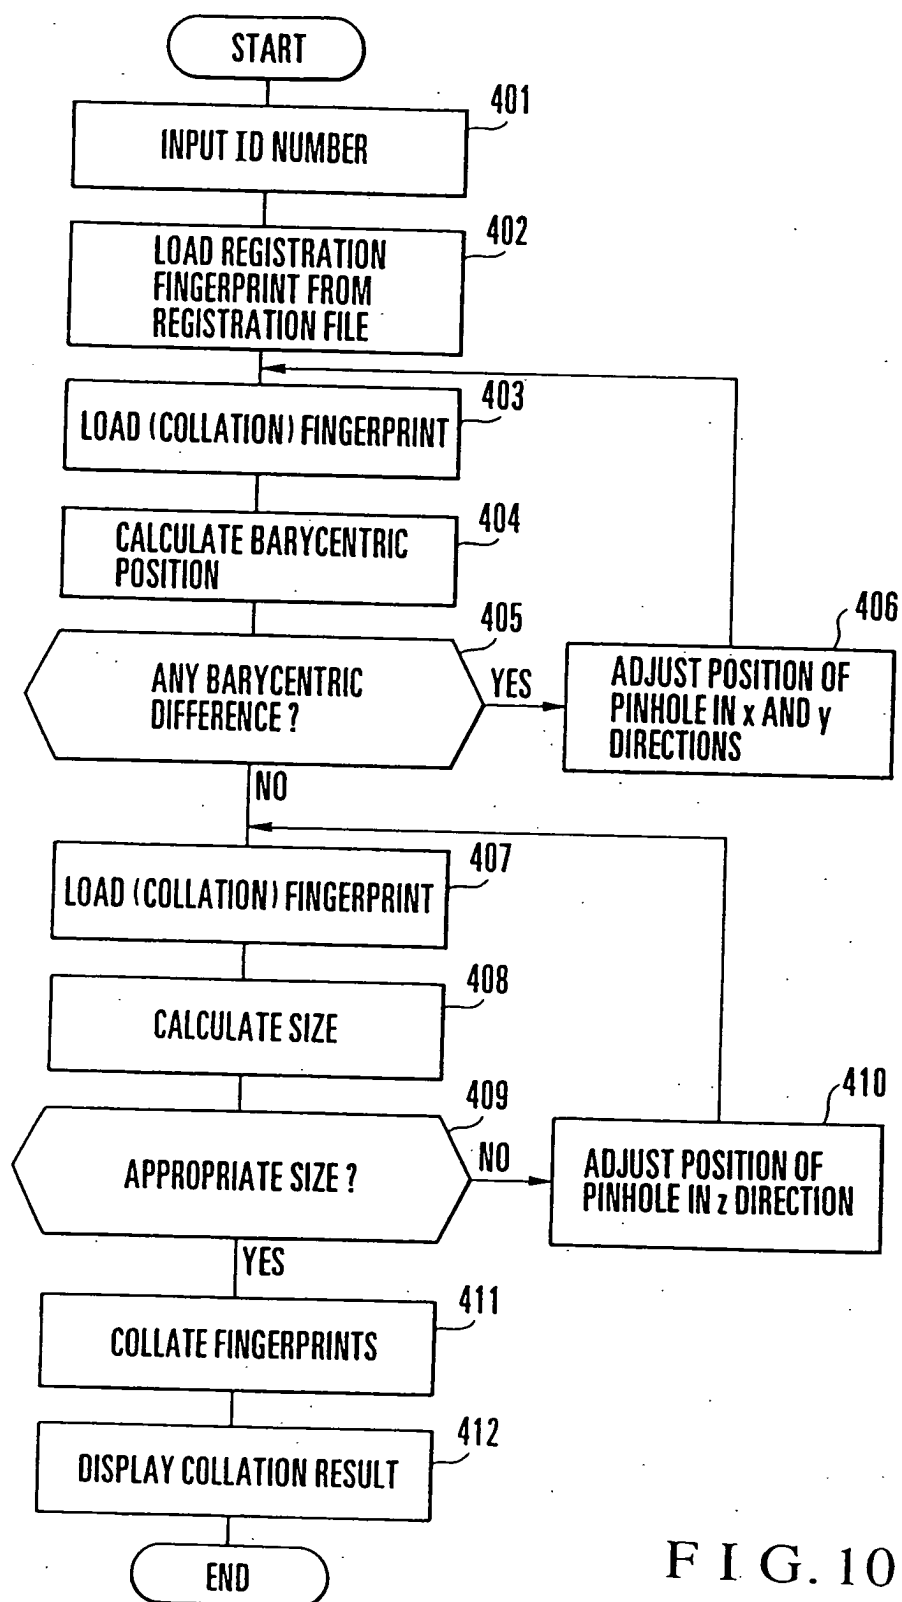 START
401
INPUT ID NUMBER
402
LOAD REGISTRATION
FINGERPRINT FROM
REGISTRATION FILE
403
LOAD (COLLATION) FINGERPRINT
404
CALCULATE BARYCENTRIC
POSITION
405
ANY BARYCENTRIC
DIFFERENCE ?
YES
406
ADJUST POSITION OF
PINHOLE IN x AND y
DIRECTIONS
NO
407
LOAD (COLLATION) FINGERPRINT
408
CALCULATE SIZE
409
APPROPRIATE SIZE ?
NO
410
ADJUST POSITION OF
PINHOLE IN z DIRECTION
YES
411
COLLATE FINGERPRINTS
412
DISPLAY COLLATION RESULT
END
FIG. 10